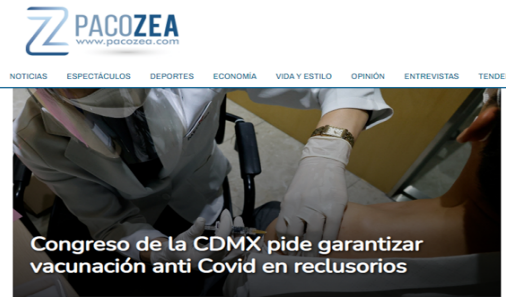 PACOZEA
www.pacozea.com
NOTICIAS ESPECTÁCULOS DEPORTES ECONOMÍA VIDA Y ESTILO OPINIÓN ENTREVISTAS TENDE
Congreso de la CDMX pide garantizar
vacunación anti Covid en reclusorios